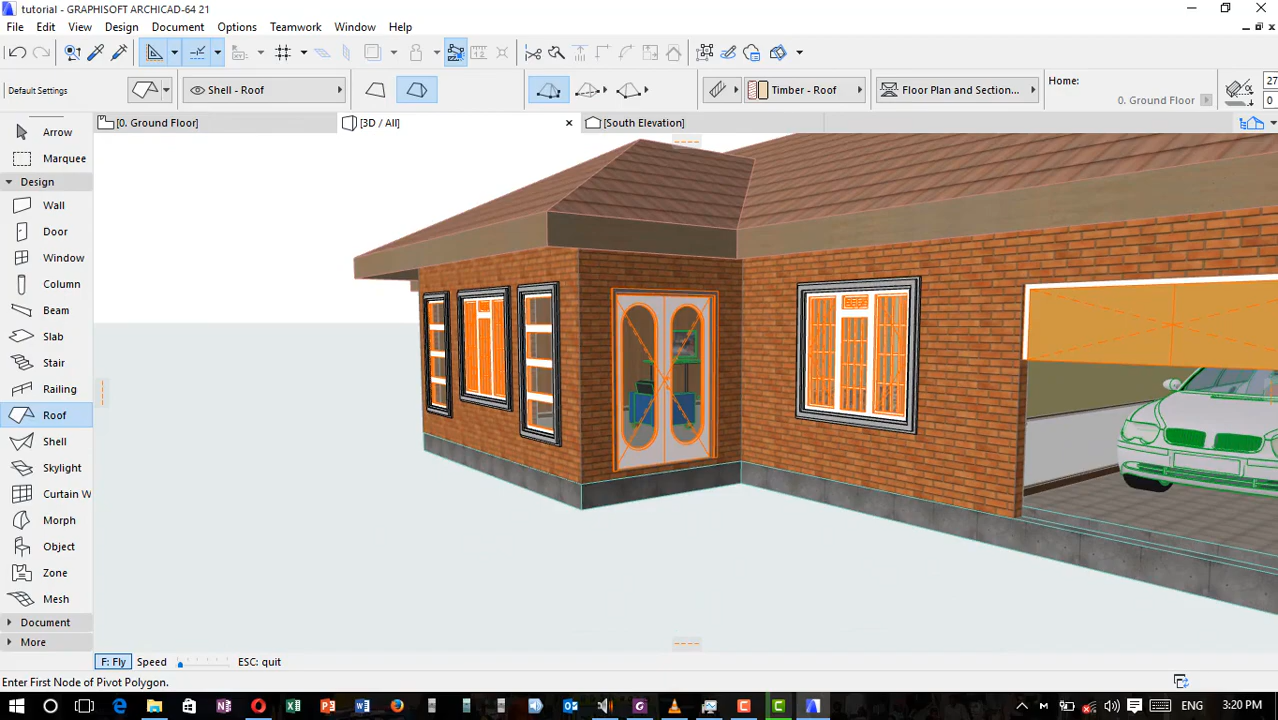 tutorial - GRAPHISOFT ARCHICAD-64 21
File Edit View Design Document Options Teamwork Window Help
Default Settings
Shell - Roof
Timber - Roof
Floor Plan and Section...
Home:
0. Ground Floor
27
0
[0. Ground Floor]
[3D / All]
[South Elevation]
Arrow
Marquee
Design
Wall
Door
Window
Column
Beam
Slab
Stair
Railing
Roof
Shell
Skylight
Curtain W
Morph
Object
Zone
Mesh
Document
More
F: Fly Speed ESC: quit
Enter First Node of Pivot Polygon.
ENG 3:20 PM